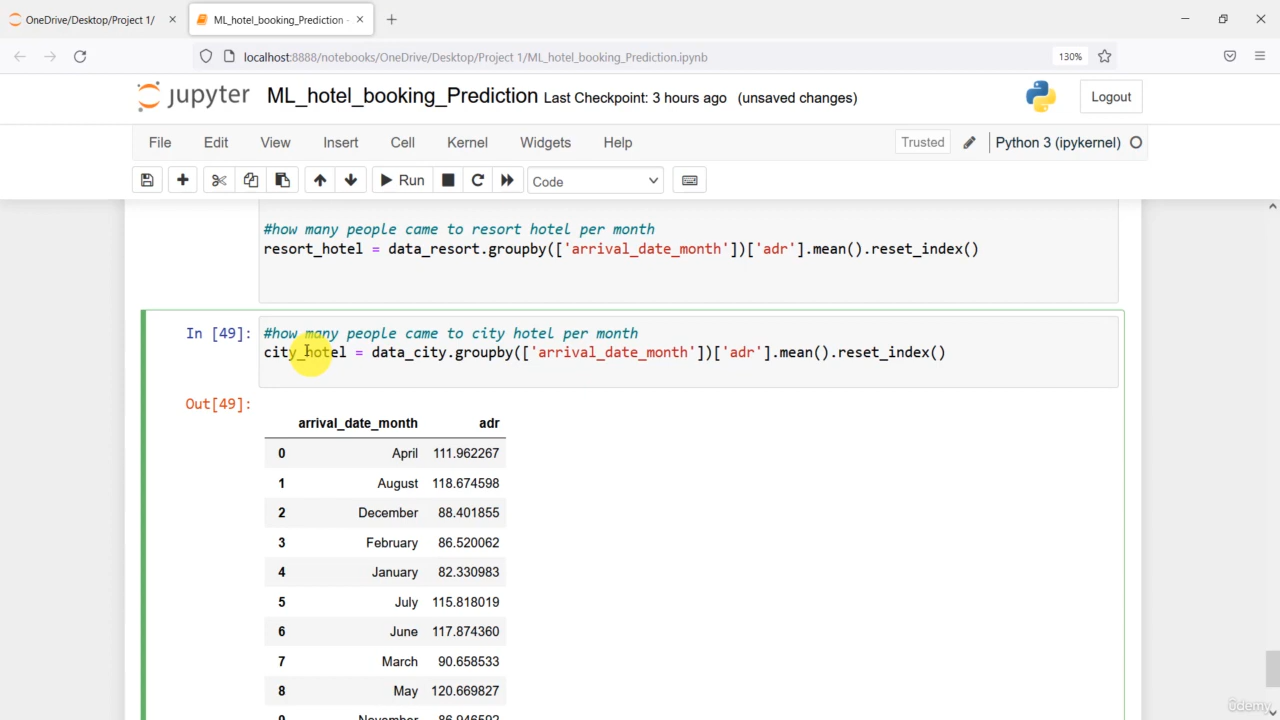 OneDrive/Desktop/Project 1/
ML_hotel_booking_Prediction -
localhost:8888/notebooks/OneDrive/Desktop/Project 1/ML_hotel_booking_Prediction.ipynb
130%
jupyter ML_hotel_booking_Prediction Last Checkpoint: 3 hours ago (unsaved changes)
Logout
File Edit View Insert Cell Kernel Widgets Help
Trusted Python 3 (ipykernel)
Run Code
#how many people came to resort hotel per month
resort_hotel = data_resort.groupby(['arrival_date_month'])['adr'].mean().reset_index()
In [49]: #how many people came to city hotel per month
city_hotel = data_city.groupby(['arrival_date_month'])['adr'].mean().reset_index()
Out[49]:
arrival_date_month adr
0 April 111.962267
1 August 118.674598
2 December 88.401855
3 February 86.520062
4 January 82.330983
5 July 115.818019
6 June 117.874360
7 March 90.658533
8 May 120.669827
9 November 86.946592
ûdemy